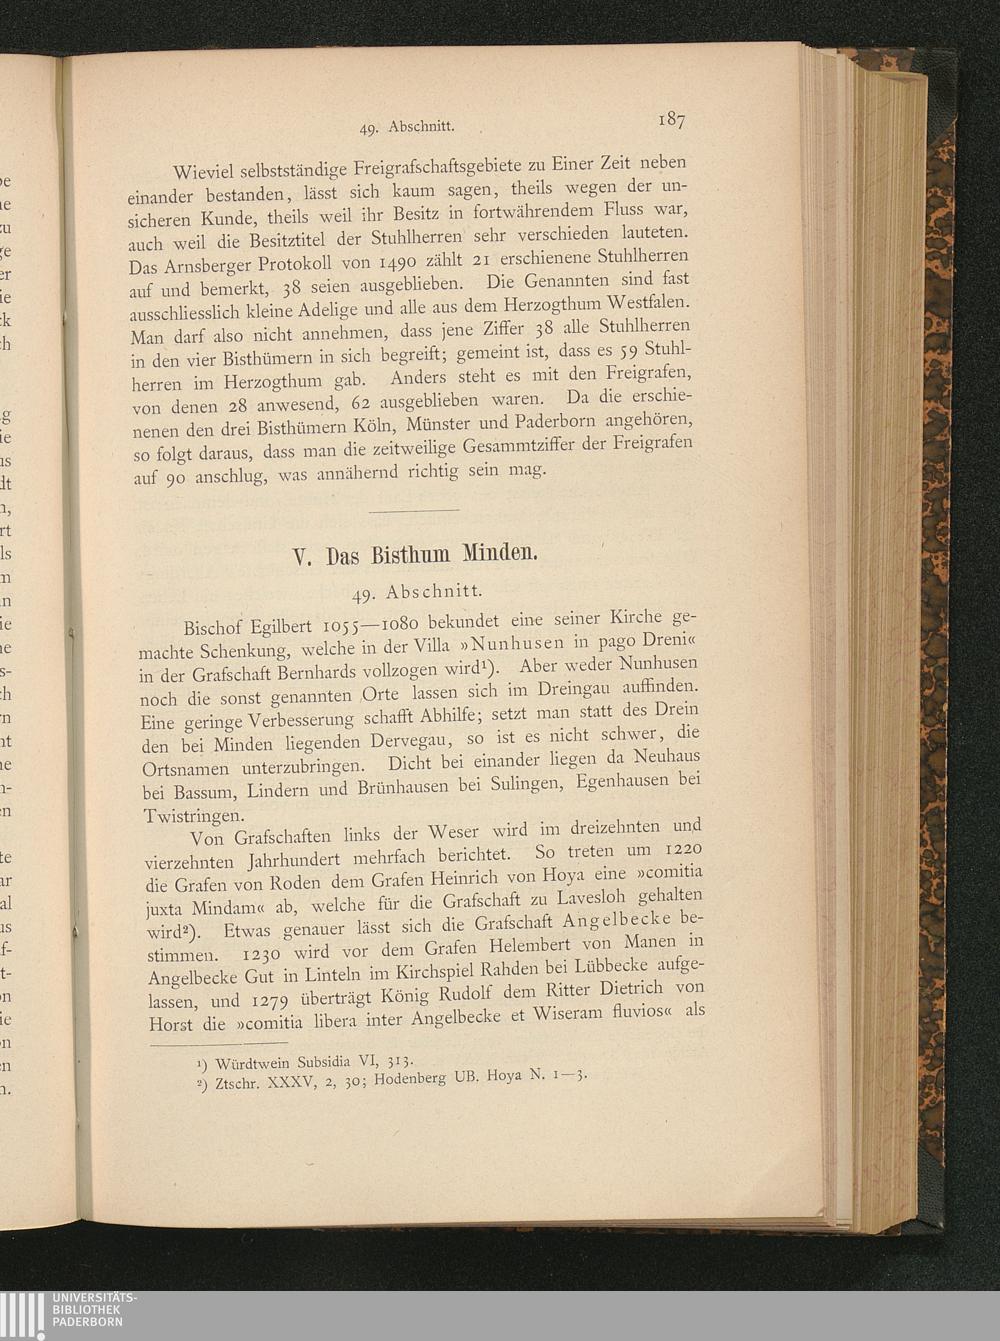 49. Abschnitt. 187
Wieviel selbstständige Freigrafschaftsgebiete zu Einer Zeit neben
einander bestanden, lässt sich kaum sagen, theils wegen der un-
sicheren Kunde, theils weil ihr Besitz in fortwährendem Fluss war,
auch weil die Besitztitel der Stuhlherren sehr verschieden lauteten.
Das Arnsberger Protokoll von 1490 zählt 21 erschienene Stuhlherren
auf und bemerkt, 38 seien ausgeblieben. Die Genannten sind fast
ausschliesslich kleine Adelige und alle aus dem Herzogthum Westfalen.
Man darf also nicht annehmen, dass jene Ziffer 38 alle Stuhlherren
in den vier Bisthümern in sich begreift; gemeint ist, dass es 59 Stuhl-
herren im Herzogthum gab. Anders steht es mit den Freigrafen,
von denen 28 anwesend, 62 ausgeblieben waren. Da die erschie-
nenen den drei Bisthümern Köln, Münster und Paderborn angehören,
so folgt daraus, dass man die zeitweilige Gesammtziffer der Freigrafen
auf 90 anschlug, was annähernd richtig sein mag.
V. Das Bisthum Minden.
49. Abschnitt.
Bischof Egilbert 1055—1080 bekundet eine seiner Kirche ge-
machte Schenkung, welche in der Villa »Nunhusen in pago Dreni«
in der Grafschaft Bernhards vollzogen wird¹). Aber weder Nunhusen
noch die sonst genannten Orte lassen sich im Dreingau auffinden.
Eine geringe Verbesserung schafft Abhilfe; setzt man statt des Drein
den bei Minden liegenden Dervegau, so ist es nicht schwer, die
Ortsnamen unterzubringen. Dicht bei einander liegen da Neuhaus
bei Bassum, Lindern und Brünhausen bei Sulingen, Egenhausen bei
Twistringen.
Von Grafschaften links der Weser wird im dreizehnten und
vierzehnten Jahrhundert mehrfach berichtet. So treten um 1220
die Grafen von Roden dem Grafen Heinrich von Hoya eine »comitia
juxta Mindam« ab, welche für die Grafschaft zu Lavesloh gehalten
wird²). Etwas genauer lässt sich die Grafschaft Angelbecke be-
stimmen. 1230 wird vor dem Grafen Helembert von Manen in
Angelbecke Gut in Linteln im Kirchspiel Rahden bei Lübbecke aufge-
lassen, und 1279 überträgt König Rudolf dem Ritter Dietrich von
Horst die »comitia libera inter Angelbecke et Wiseram fluvios« als
¹) Würdtwein Subsidia VI, 313.
²) Ztschr. XXXV, 2, 30; Hodenberg UB. Hoya N. 1—3.
UNIVERSITÄTS-
BIBLIOTHEK
PADERBORN